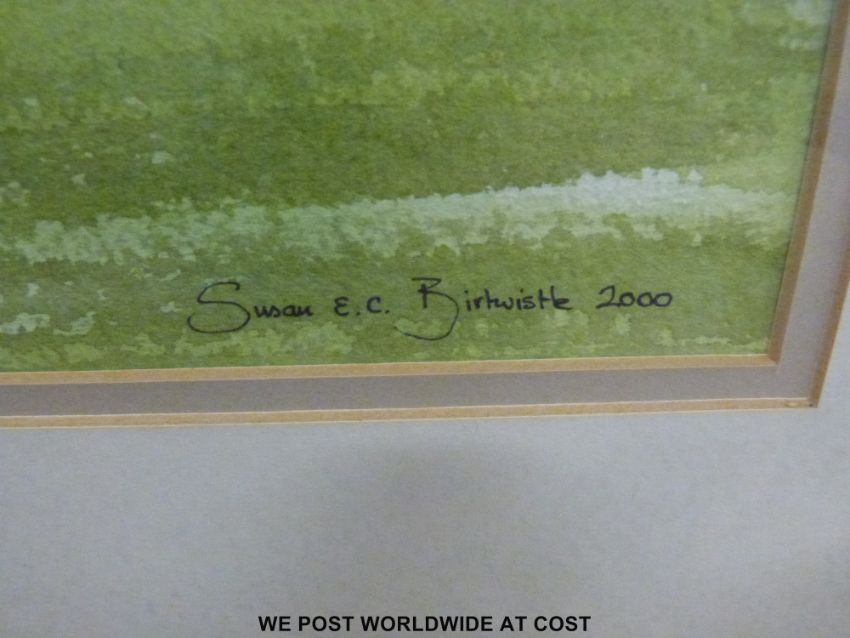 Susan E.C. Birtwistle 2000
WE POST WORLDWIDE AT COST